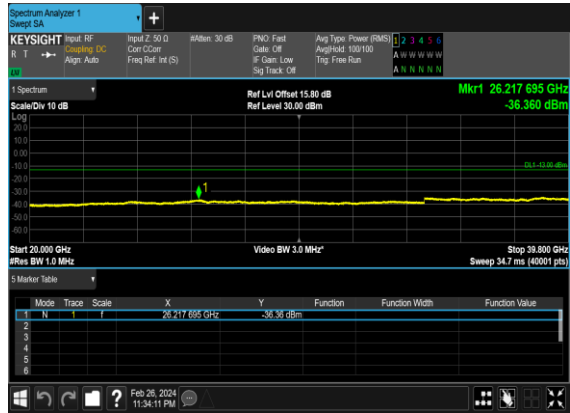 Spectrum Analyzer 1
Swept SA
+
KEYSIGHT Input: RF Input Z: 50 Ω #Atten: 30 dB PNO: Fast Avg Type: Power (RMS) 1 2 3 4 5 6
R T Coupling: DC Corr CCorr Gate: Off Avg|Hold: 100/100 A W W W W W
Align: Auto Freq Ref: Int (S) IF Gain: Low Trig: Free Run
LW Sig Track: Off A N N N N N
1 Spectrum
Scale/Div 10 dB Ref Lvl Offset 15.80 dB Mkr1 26.217 695 GHz
Ref Level 30.00 dBm -36.360 dBm
Log
20.0
10.0
0.00
-10.0 DL1 -13.00 dBm
-20.0
-30.0 1
-40.0
-50.0
-60.0
Start 20.000 GHz Video BW 3.0 MHz* Stop 39.800 GHz
#Res BW 1.0 MHz Sweep 34.7 ms (40001 pts)
5 Marker Table
Mode Trace Scale X Y Function Function Width Function Value
1 N 1 f 26.217 695 GHz -36.36 dBm
2
3
4
5
6
? Feb 26, 2024
11:34:11 PM